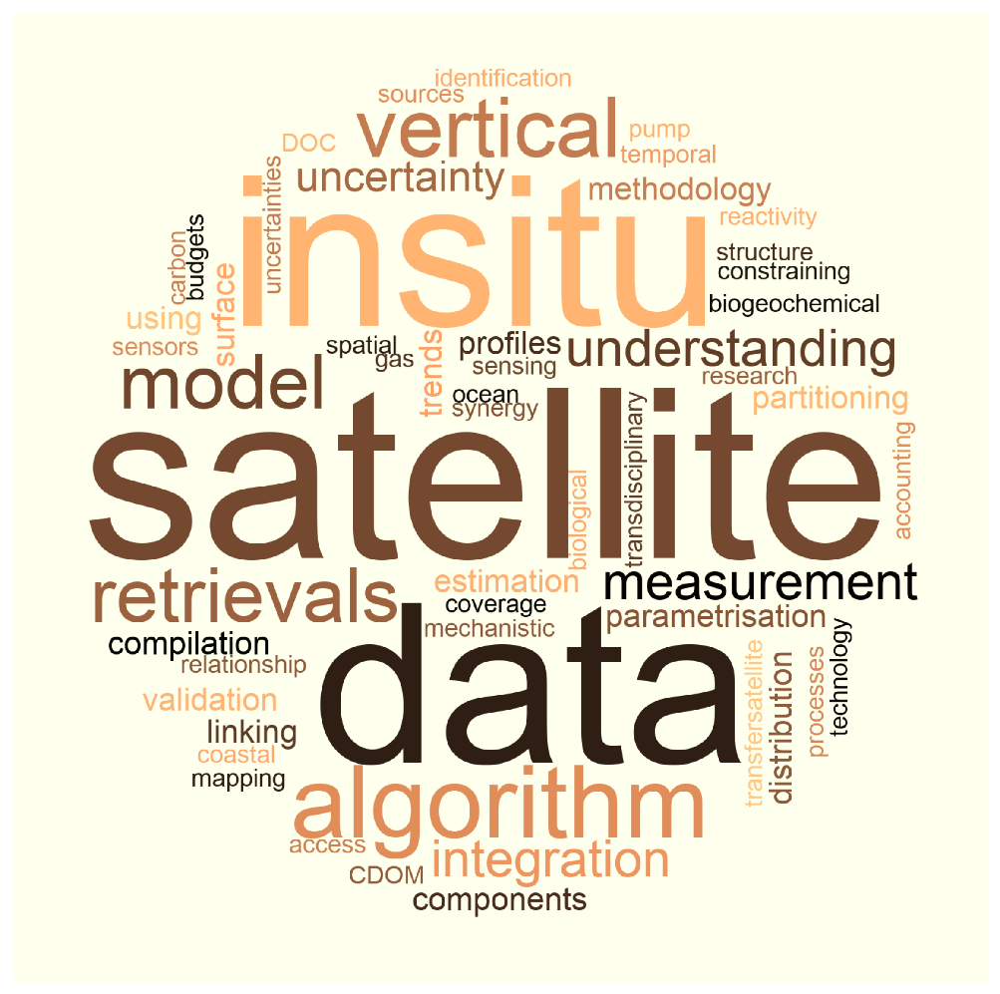 identification
sources
vertical
pump
DOC
temporal
uncertainty
methodology
uncertainties
insitu
reactivity
budgets
carbon
structure
constraining
surface
biogeochemical
using
sensors
spatial
gas
trends
profiles
sensing
understanding
model
research
ocean
synergy
partitioning
satellite
transdisciplinary
accounting
biological
retrievals
estimation
measurement
coverage
mechanistic
parametrisation
compilation
relationship
data
validation
linking
coastal
mapping
transfersatellite
distribution
processes
technology
algorithm
access
integration
CDOM
components